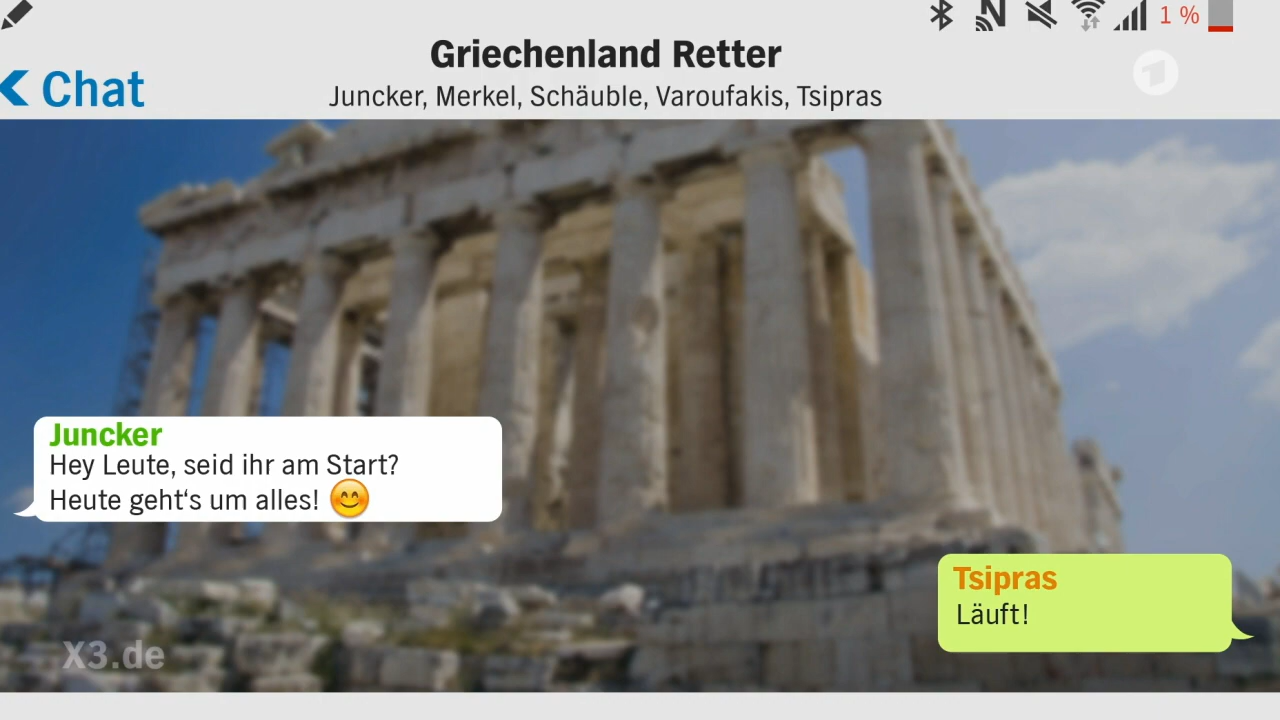 1 %
Griechenland Retter
Chat
Juncker, Merkel, Schäuble, Varoufakis, Tsipras
1
Juncker
Hey Leute, seid ihr am Start?
Heute geht‘s um alles!
Tsipras
Läuft!
X3.de